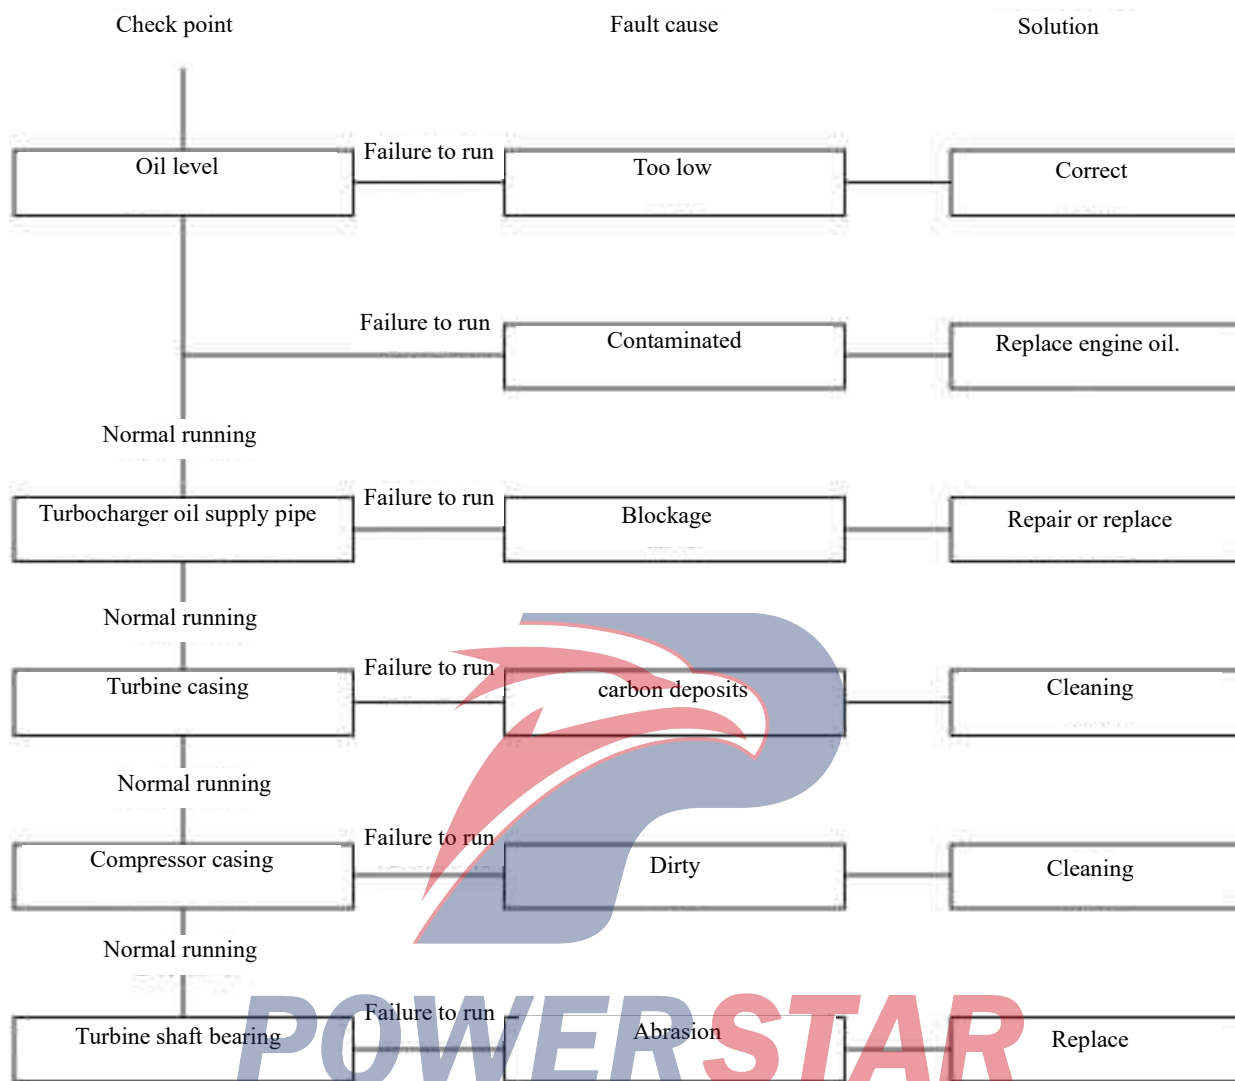 Check point
Fault cause
Solution
Oil level
Failure to run
Too low
Correct
Failure to run
Contaminated
Replace engine oil.
Normal running
Turbocharger oil supply pipe
Failure to run
Blockage
Repair or replace
Normal running
Turbine casing
Failure to run
carbon deposits
Cleaning
Normal running
Compressor casing
Failure to run
Dirty
Cleaning
Normal running
Turbine shaft bearing
Failure to run
Abrasion
Replace
POWERSTAR